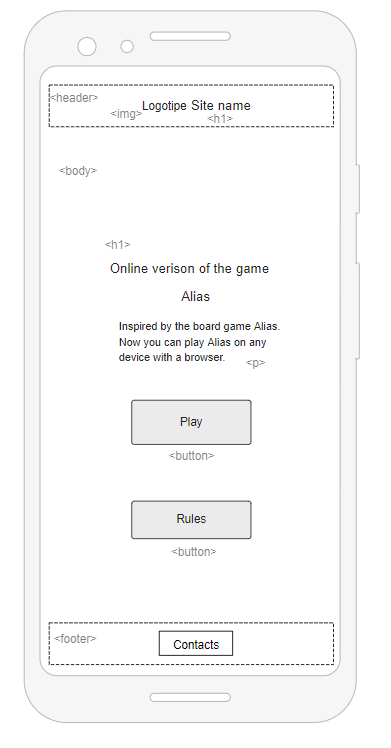 <header>
Logotipe Site name
<img>
<h1>
<body>
<h1>
Online verison of the game
Alias
Inspired by the board game Alias.
Now you can play Alias on any
device with a browser.
<p>
Play
<button>
Rules
<button>
<footer>
Contacts